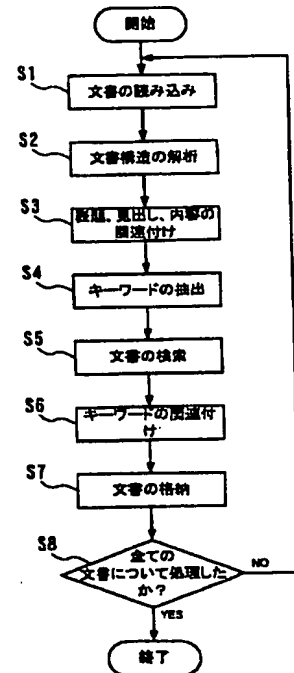 開始
S1
文書の読み込み
S2
文書構造の解析
S3
表題、見出し、内容の
関連付け
S4
キーワードの抽出
S5
文書の検索
S6
キーワードの関連付
け
S7
文書の格納
S8
全ての
文書について処理した
か?
NO
YES
終了